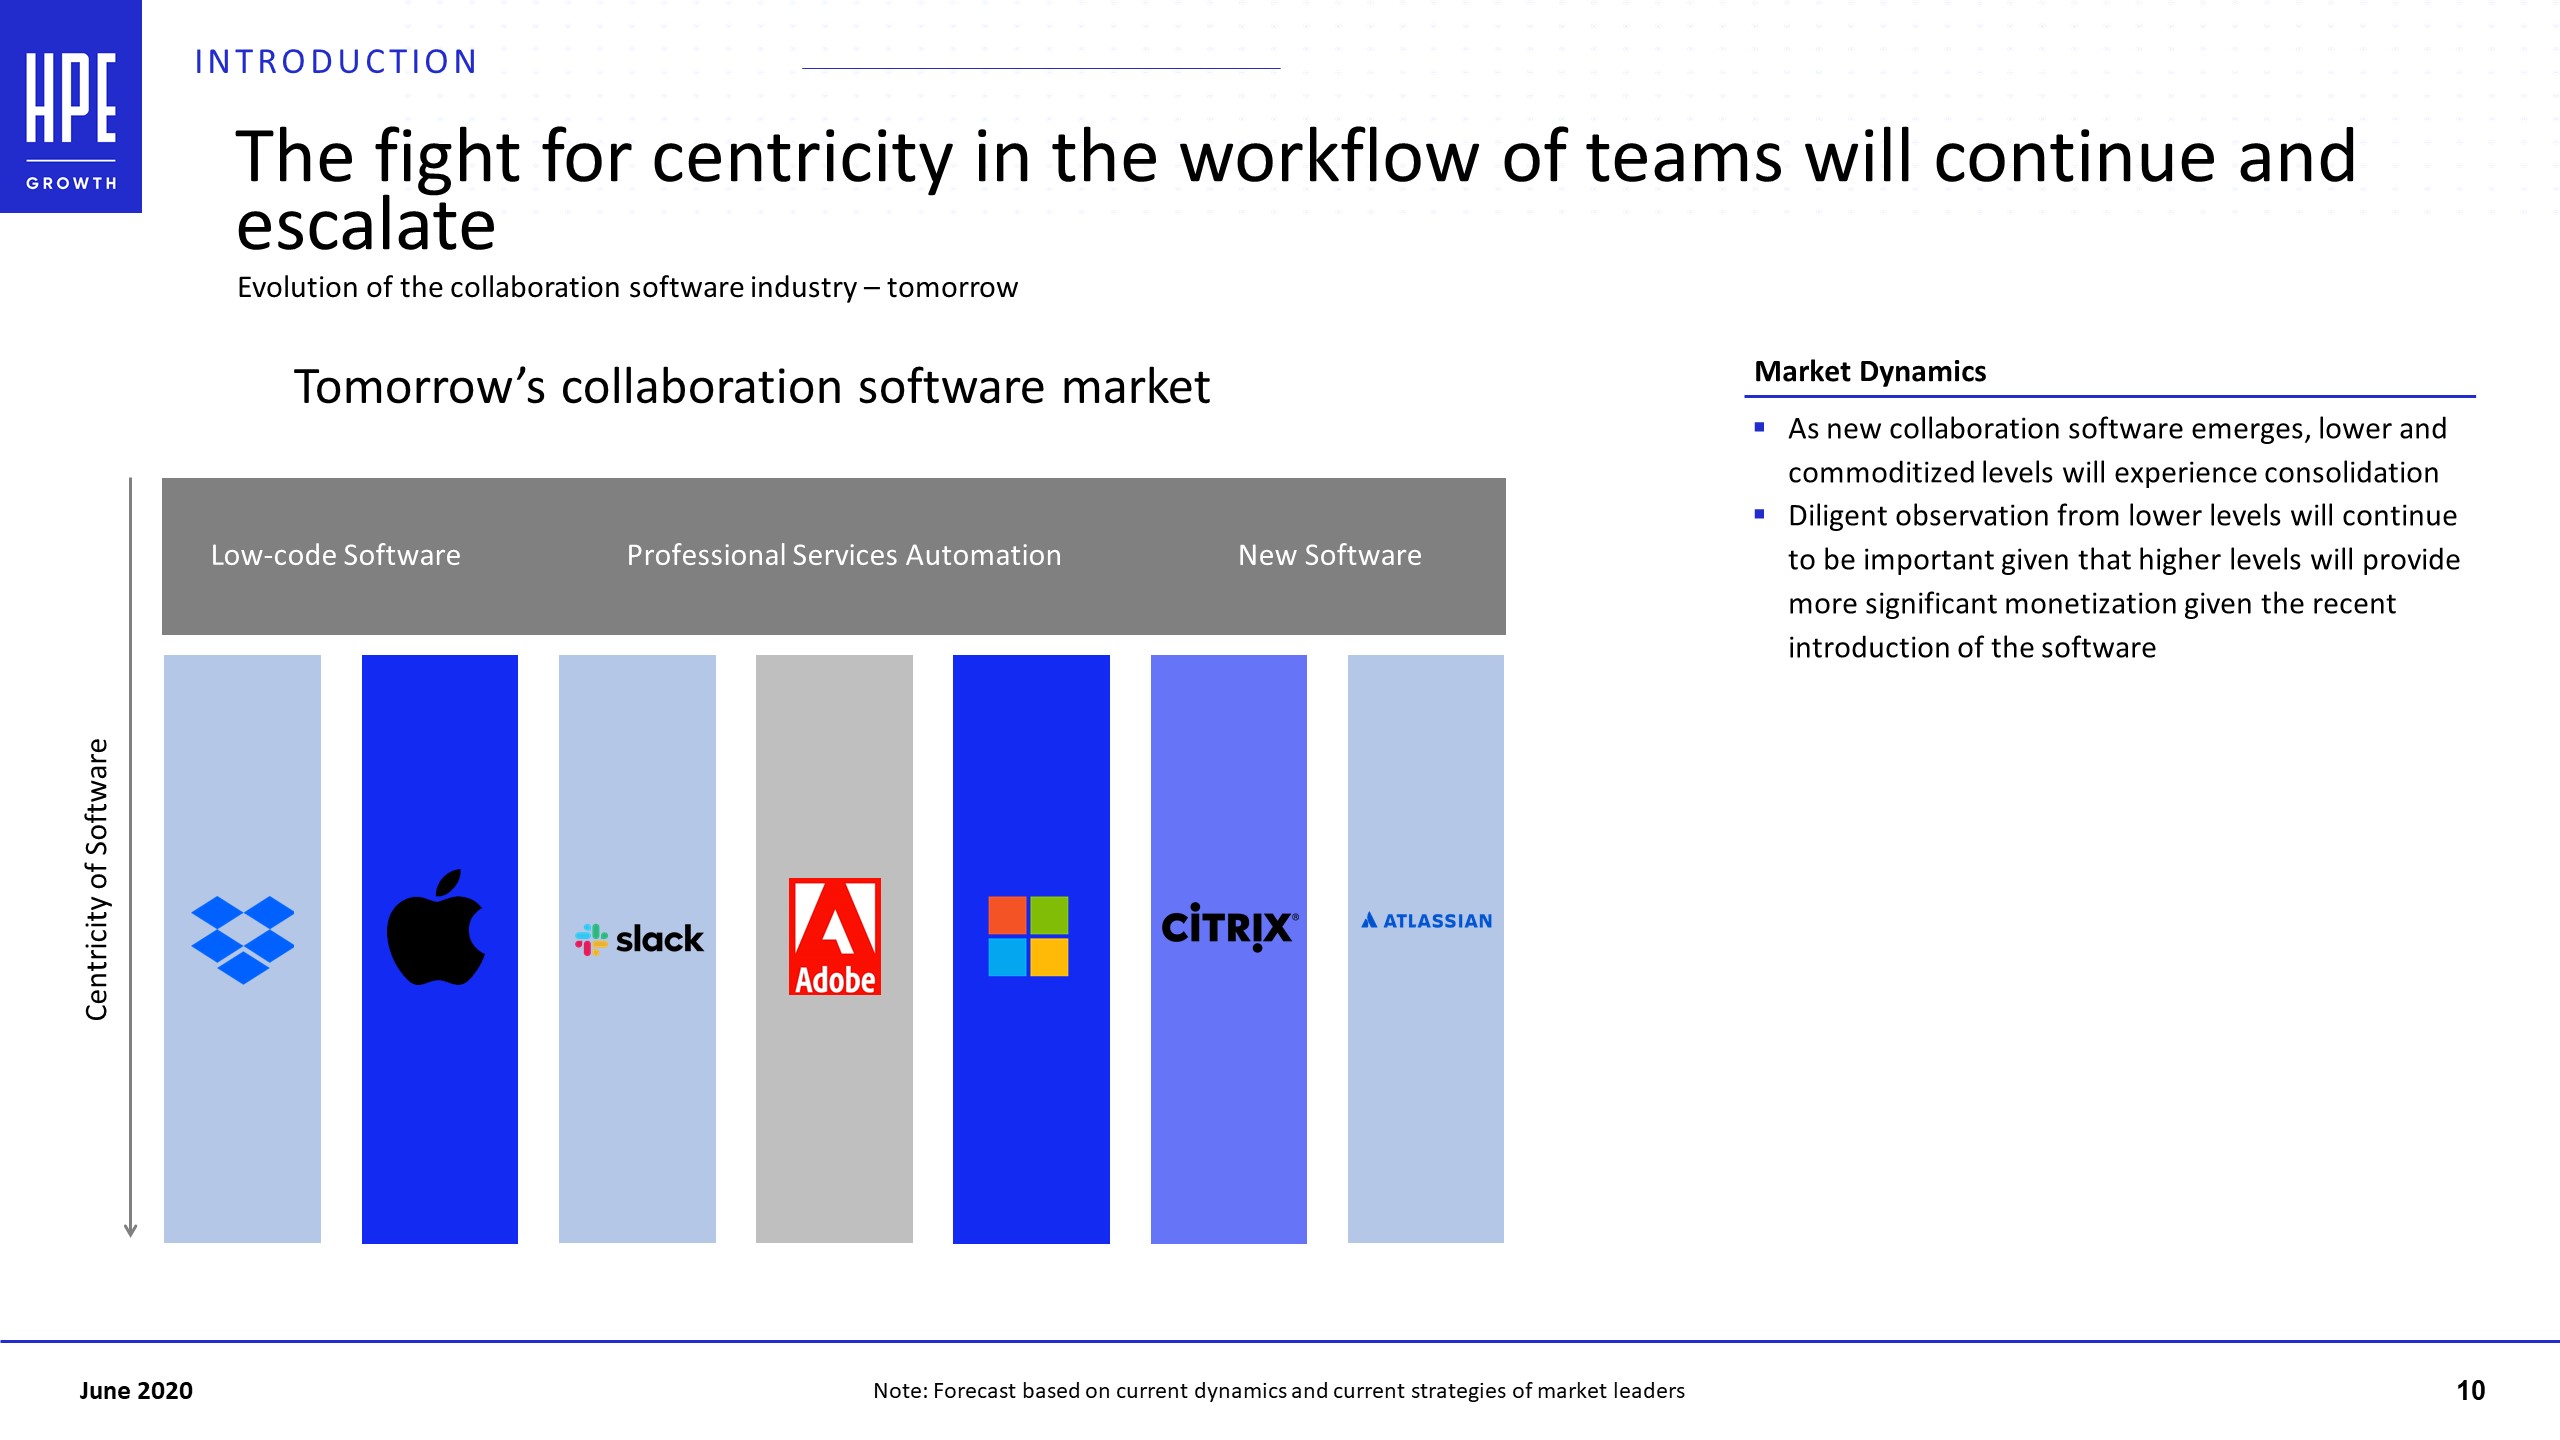 HPE
GROWTH
INTRODUCTION
The fight for centricity in the workflow of teams will continue and
escalate
Evolution of the collaboration software industry – tomorrow
Tomorrow’s collaboration software market
Low-code Software
Professional Services Automation
New Software
Centricity of Software
slack
Adobe
CİTRIX®
ATLASSIAN
Market Dynamics
▪ As new collaboration software emerges, lower and
commoditized levels will experience consolidation
▪ Diligent observation from lower levels will continue
to be important given that higher levels will provide
more significant monetization given the recent
introduction of the software
June 2020
Note: Forecast based on current dynamics and current strategies of market leaders
10